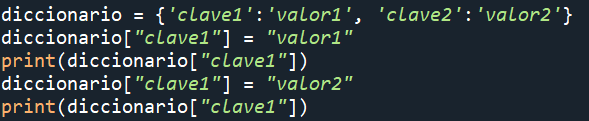 diccionario = {'clave1':'valor1', 'clave2':'valor2'}
diccionario["clave1"] = "valor1"
print(diccionario["clave1"])
diccionario["clave1"] = "valor2"
print(diccionario["clave1"])